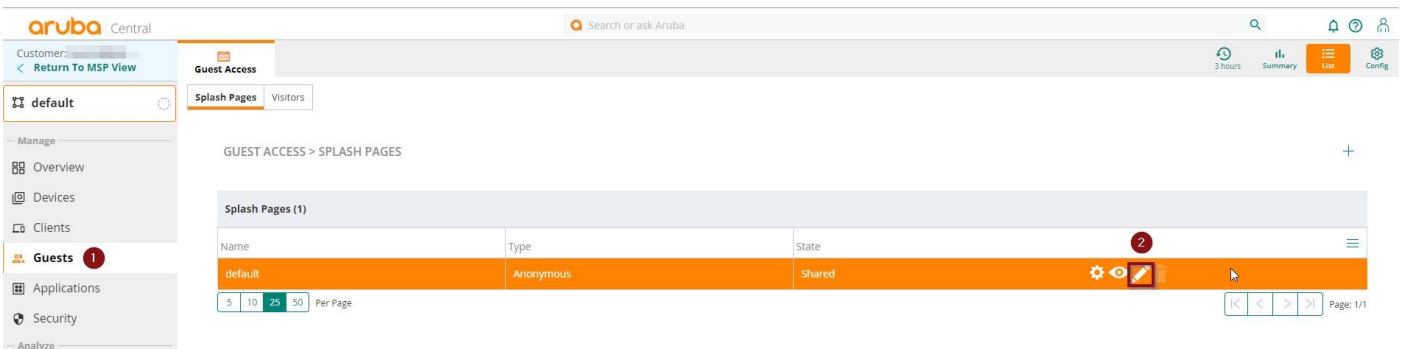 aruba Central
Search or ask Aruba
Customer:
< Return To MSP View
Guest Access
3 hours
Summary
List
Config
default
Splash Pages
Visitors
Manage
GUEST ACCESS > SPLASH PAGES
+
Overview
Devices
Splash Pages (1)
Clients
Name Type State
2
Guests 1
default Anonymous Shared
Applications
5 10 25 50 Per Page
Page: 1/1
Security
Analyze